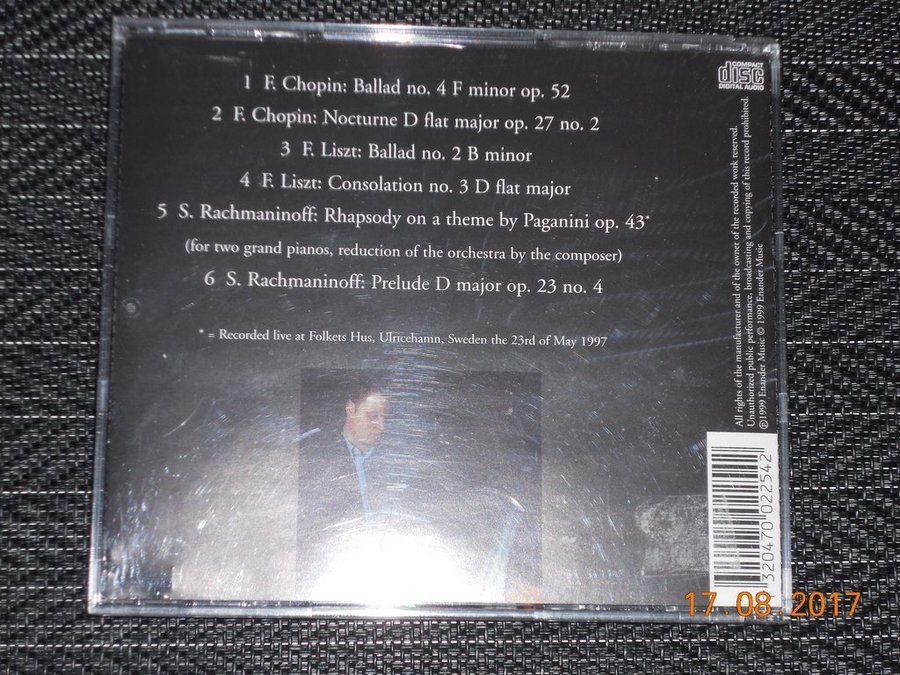 1 F. Chopin: Ballad no. 4 F minor op. 52
2 F. Chopin: Nocturne D flat major op. 27 no. 2
3 F. Liszt: Ballad no. 2 B minor
4 F. Liszt: Consolation no. 3 D flat major
5 S. Rachmaninoff: Rhapsody on a theme by Paganini op. 43*
(for two grand pianos, reduction of the orchestra by the composer)
6 S. Rachmaninoff: Prelude D major op. 23 no. 4
* = Recorded live at Folkets Hus, Ulricehamn, Sweden the 23rd of May 1997
COMPACT
disc
DIGITAL AUDIO
All rights of the manufacturer and of the owner of the recorded work reserved.
Unauthorized public performance, broadcasting and copying of this record prohibited.
℗1999 Enander Music © 1999 Enander Music
320470 022542
17 08 2017